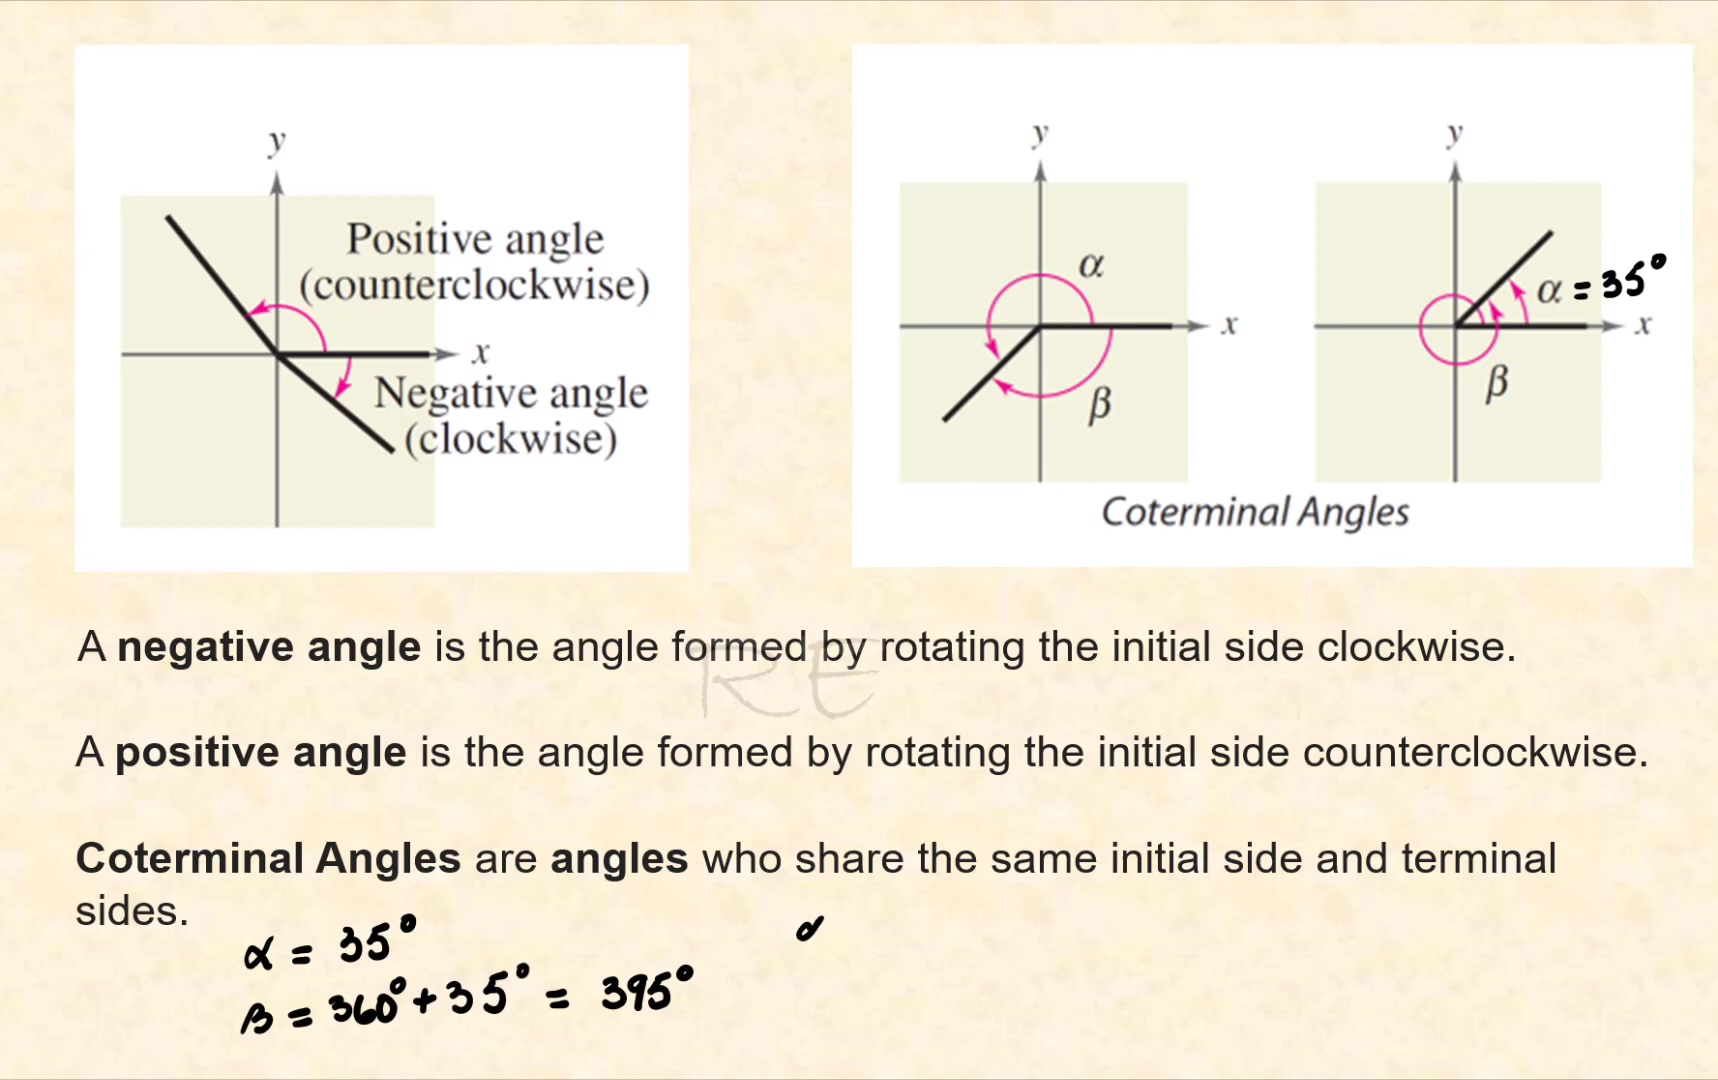 y
Positive angle
(counterclockwise)
x
Negative angle
(clockwise)
y
α
x
β
y
α = 35°
x
β
Coterminal Angles
A negative angle is the angle formed by rotating the initial side clockwise.
RE
A positive angle is the angle formed by rotating the initial side counterclockwise.
Coterminal Angles are angles who share the same initial side and terminal
sides.
α = 35°
α
β = 360° + 35° = 395°